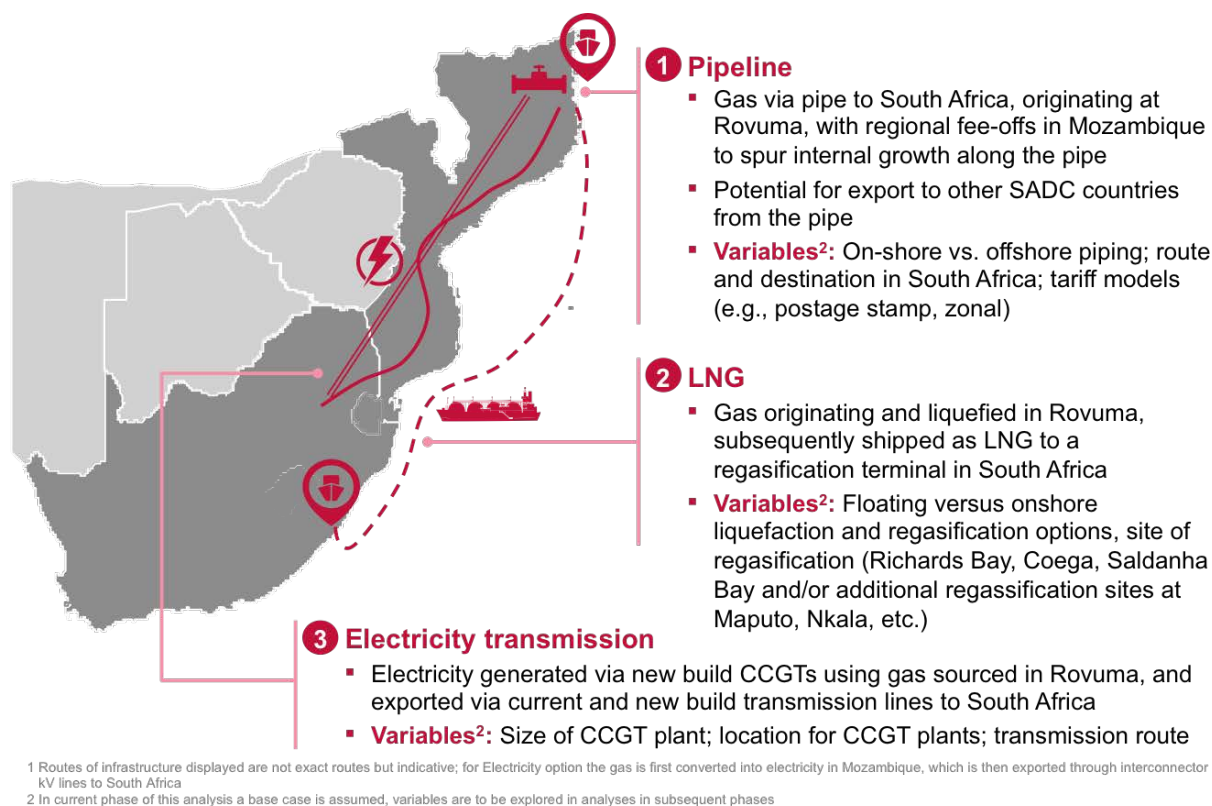 1 Pipeline
▪ Gas via pipe to South Africa, originating at
Rovuma, with regional fee-offs in Mozambique
to spur internal growth along the pipe
▪ Potential for export to other SADC countries
from the pipe
▪ Variables²: On-shore vs. offshore piping; route
and destination in South Africa; tariff models
(e.g., postage stamp, zonal)
2 LNG
▪ Gas originating and liquefied in Rovuma,
subsequently shipped as LNG to a
regasification terminal in South Africa
▪ Variables²: Floating versus onshore
liquefaction and regasification options, site of
regasification (Richards Bay, Coega, Saldanha
Bay and/or additional regassification sites at
Maputo, Nkala, etc.)
3 Electricity transmission
▪ Electricity generated via new build CCGTs using gas sourced in Rovuma, and
exported via current and new build transmission lines to South Africa
▪ Variables²: Size of CCGT plant; location for CCGT plants; transmission route
1 Routes of infrastructure displayed are not exact routes but indicative; for Electricity option the gas is first converted into electricity in Mozambique, which is then exported through interconnector
kV lines to South Africa
2 In current phase of this analysis a base case is assumed, variables are to be explored in analyses in subsequent phases